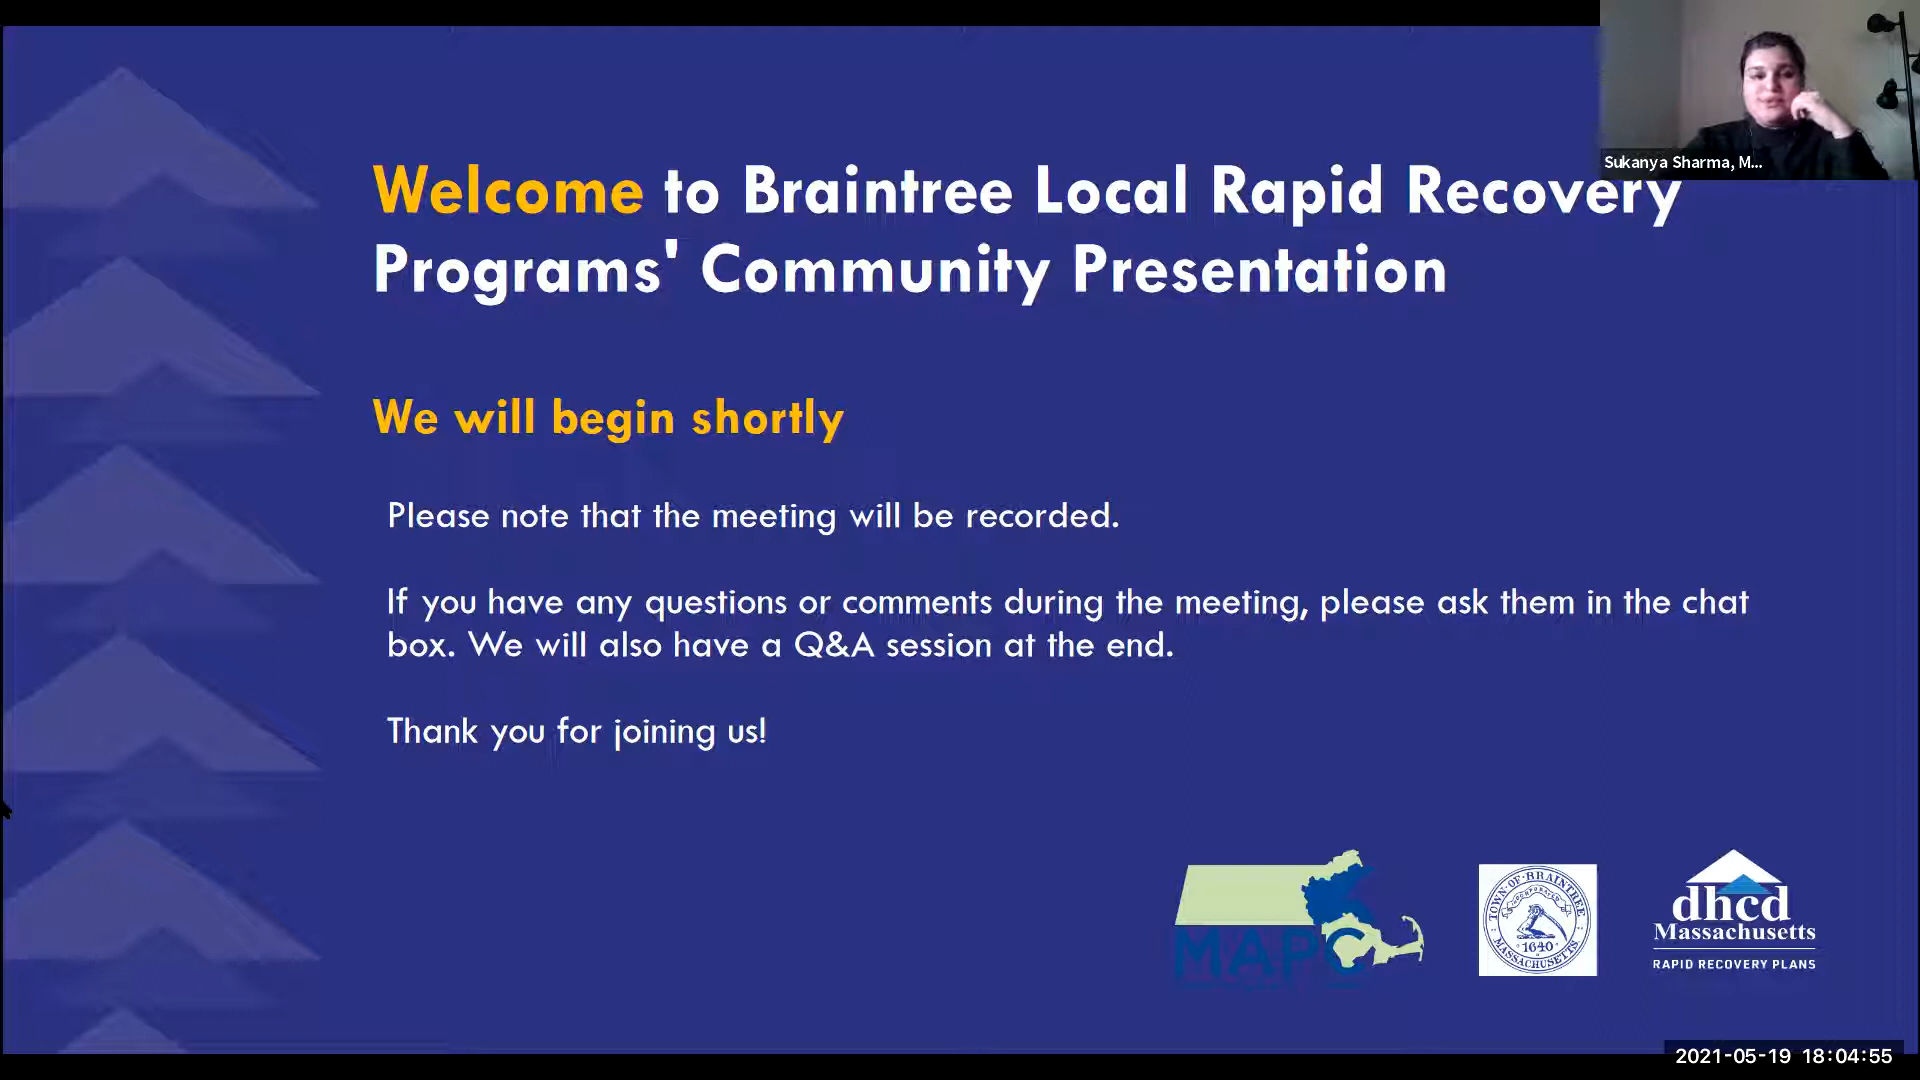 Sukanya Sharma, M...
Welcome to Braintree Local Rapid Recovery
Programs' Community Presentation
We will begin shortly
Please note that the meeting will be recorded.
If you have any questions or comments during the meeting, please ask them in the chat
box. We will also have a Q&A session at the end.
Thank you for joining us!
MAPC
TOWN·OF·BRAINTREE
INCORPORATED
1640
MASSACHUSETTS
dhcd
Massachusetts
RAPID RECOVERY PLANS
2021-05-19 18:04:55